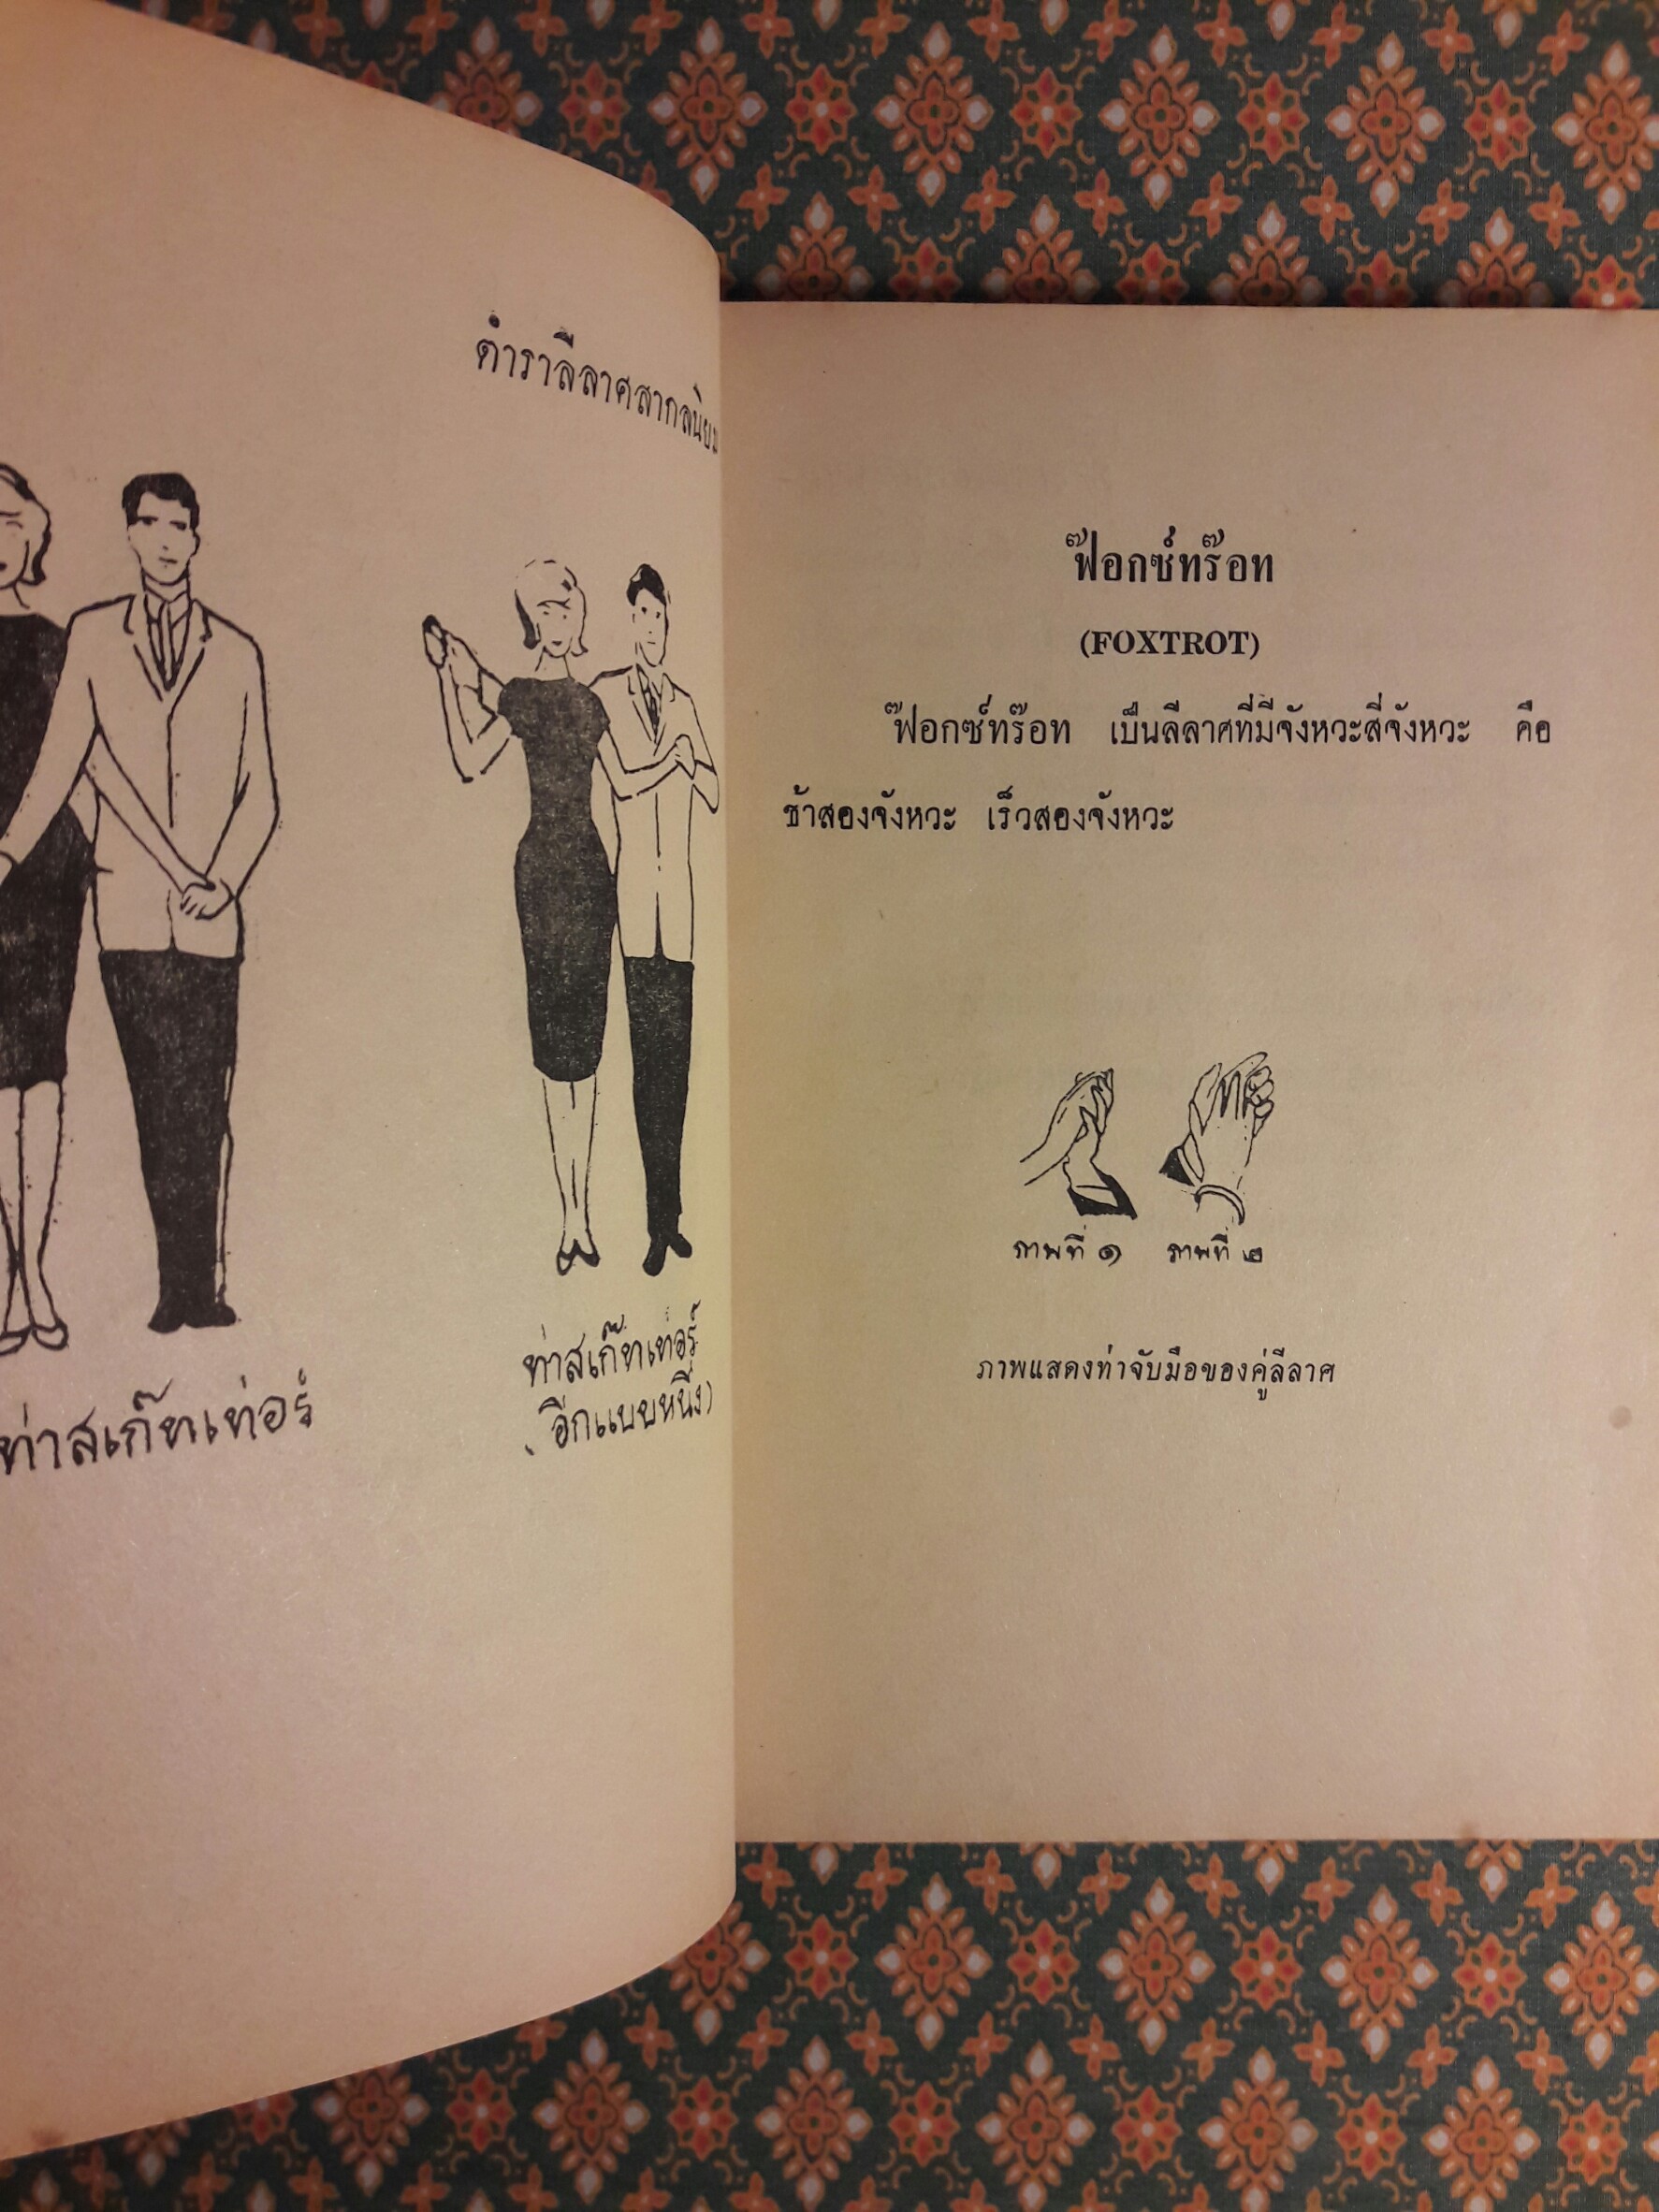 ตำราลีลาศสากลนิยม
ท่าสเก๊ทเท่อร์
ท่าสเก๊ทเท่อร์
(อีกแบบหนึ่ง)
ฟ๊อกซ์ทร๊อท
(FOXTROT)
ฟ๊อกซ์ทร๊อท เป็นลีลาศที่มีจังหวะสี่จังหวะ คือ
ช้าสองจังหวะ เร็วสองจังหวะ
ภาพที่ ๑ ภาพที่ ๒
ภาพแสดงท่าจับมือของคู่ลีลาศ